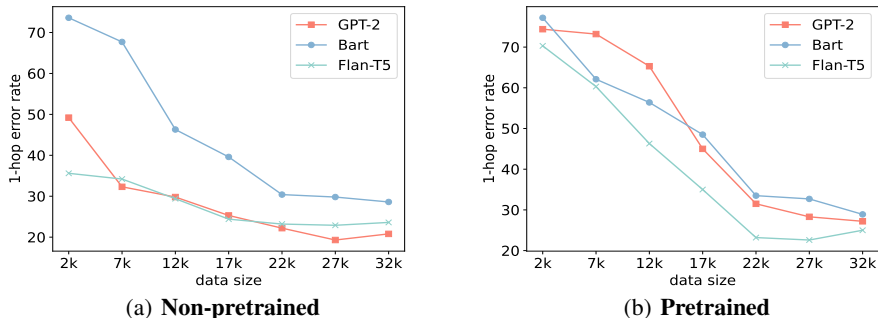 GPT-2
Bart
Flan-T5
70
60
50
40
30
20
1-hop error rate
2k 7k 12k 17k 22k 27k 32k
data size
(a) Non-pretrained
GPT-2
Bart
Flan-T5
70
60
50
40
30
20
1-hop error rate
2k 7k 12k 17k 22k 27k 32k
data size
(b) Pretrained